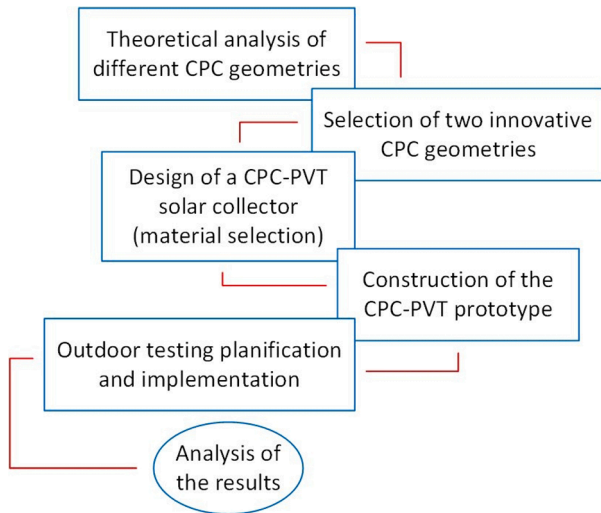 Theoretical analysis of
different CPC geometries
Selection of two innovative
CPC geometries
Design of a CPC-PVT
solar collector
(material selection)
Construction of the
CPC-PVT prototype
Outdoor testing planification
and implementation
Analysis of
the results